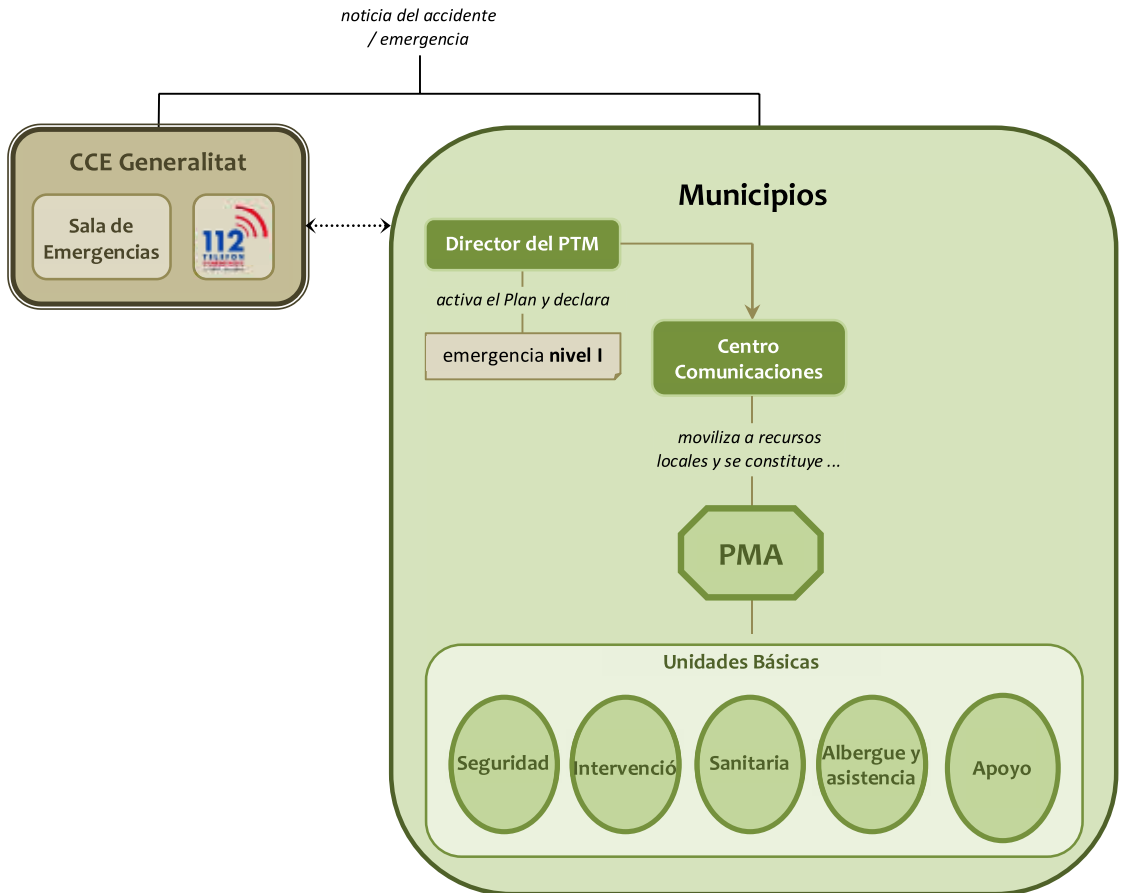 noticia del accidente
/ emergencia
CCE Generalitat
Sala de
Emergencias
112
TELÈFON
Municipios
Director del PTM
activa el Plan y declara
emergencia nivel I
Centro
Comunicaciones
moviliza a recursos
locales y se constituye ...
PMA
Unidades Básicas
Seguridad
Intervenció
Sanitaria
Albergue y
asistencia
Apoyo